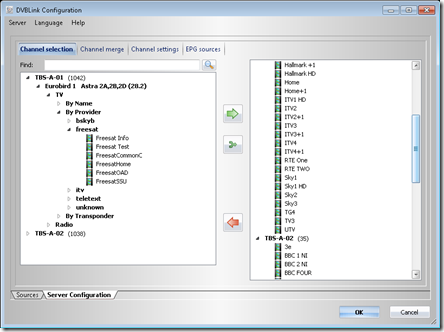 DVBLink Configuration
Server Language Help
Channel selection Channel merge Channel settings EPG sources
Find:
TBS-A-01 (1042)
Eurobird 1 Astra 2A,2B,2D (28.2)
TV
By Name
By Provider
bskyb
freesat
Freesat Info
Freesat Test
FreesatCommonC
FreesatHome
FreesatOAD
FreesatSSU
itv
teletext
unknown
By Transponder
Radio
TBS-A-02 (1038)
Hallmark +1
Hallmark HD
Home
Home+1
ITV1 HD
ITV2
ITV2+1
ITV3
ITV3+1
ITV4
ITV4+1
RTE One
RTE TWO
Sky1
Sky1 HD
Sky2
Sky3
TG4
TV3
UTV
TBS-A-02 (35)
3e
BBC 1 NI
BBC 2 NI
BBC FOUR
Sources Server Configuration
OK Cancel